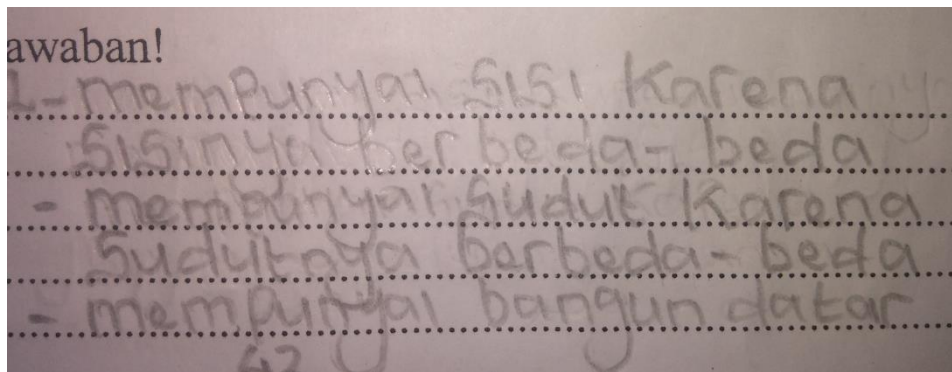 awaban!
1- mempunyai sisi karena
sisinya berbeda-beda
- mempunyai sudut karena
sudutnya berbeda-beda
- mempunyai bangun datar